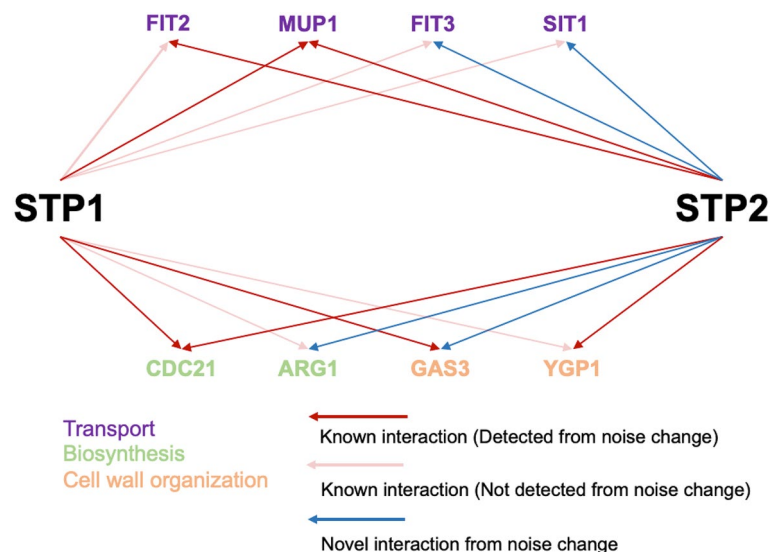 FIT2 MUP1 FIT3 SIT1
STP1 STP2
CDC21 ARG1 GAS3 YGP1
Transport
Biosynthesis
Cell wall organization
Known interaction (Detected from noise change)
Known interaction (Not detected from noise change)
Novel interaction from noise change